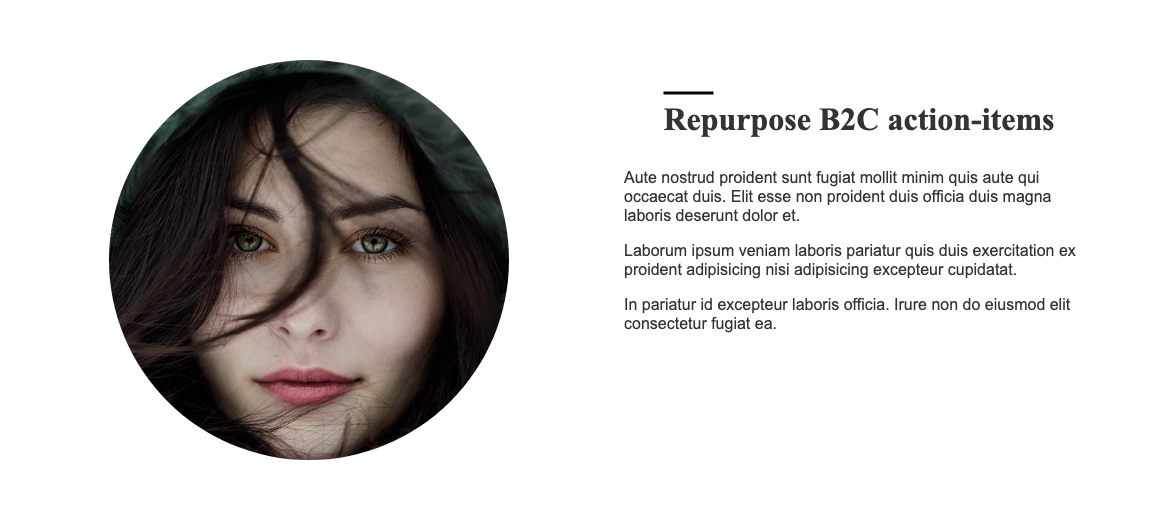 Repurpose B2C action-items
Aute nostrud proident sunt fugiat mollit minim quis aute qui
occaecat duis. Elit esse non proident duis officia duis magna
laboris deserunt dolor et.
Laborum ipsum veniam laboris pariatur quis duis exercitation ex
proident adipisicing nisi adipisicing excepteur cupidatat.
In pariatur id excepteur laboris officia. Irure non do eiusmod elit
consectetur fugiat ea.